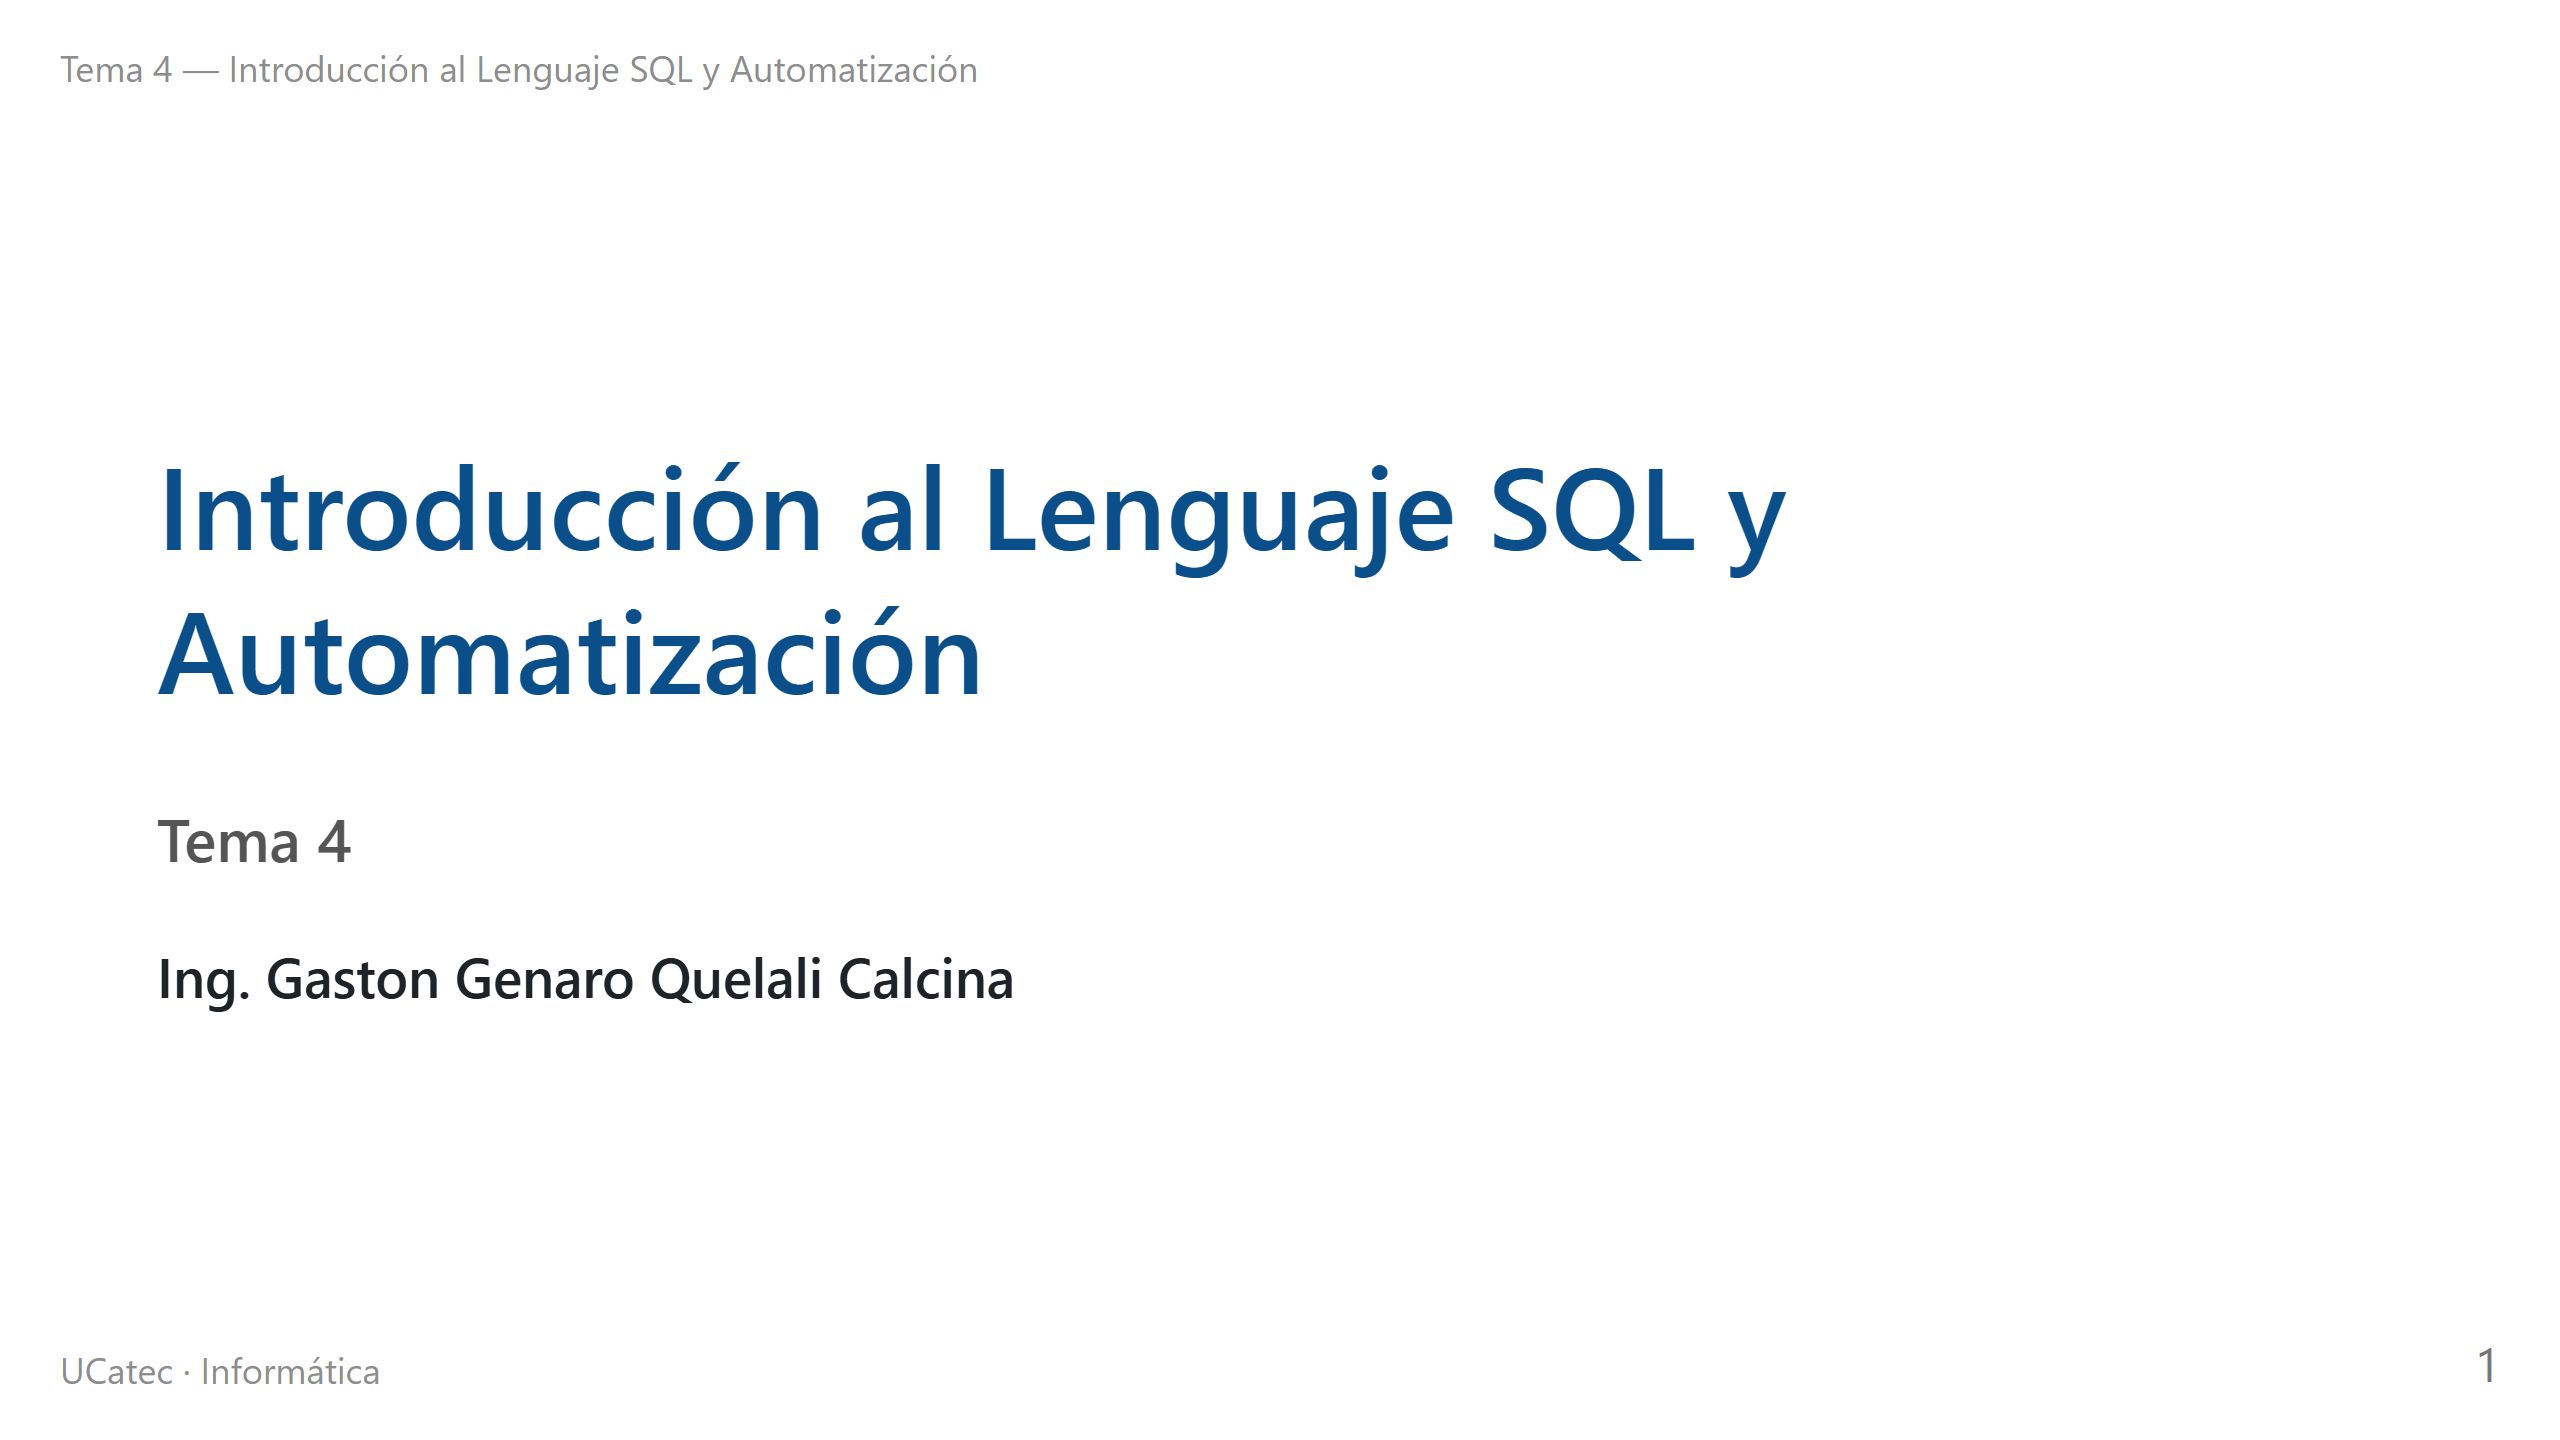 Tema 4 — Introducción al Lenguaje SQL y Automatización
Introducción al Lenguaje SQL y
Automatización
Tema 4
Ing. Gaston Genaro Quelali Calcina
UCatec · Informática
1